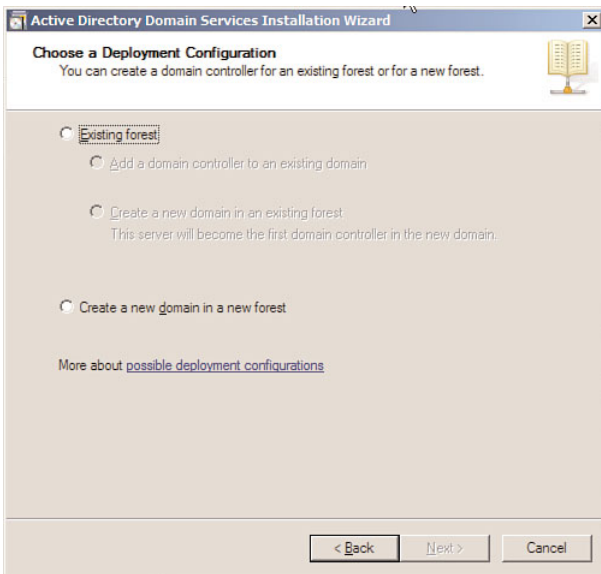 Active Directory Domain Services Installation Wizard
Choose a Deployment Configuration
You can create a domain controller for an existing forest or for a new forest.
Existing forest
Add a domain controller to an existing domain
Create a new domain in an existing forest
This server will become the first domain controller in the new domain.
Create a new domain in a new forest
More about possible deployment configurations
< Back Next > Cancel